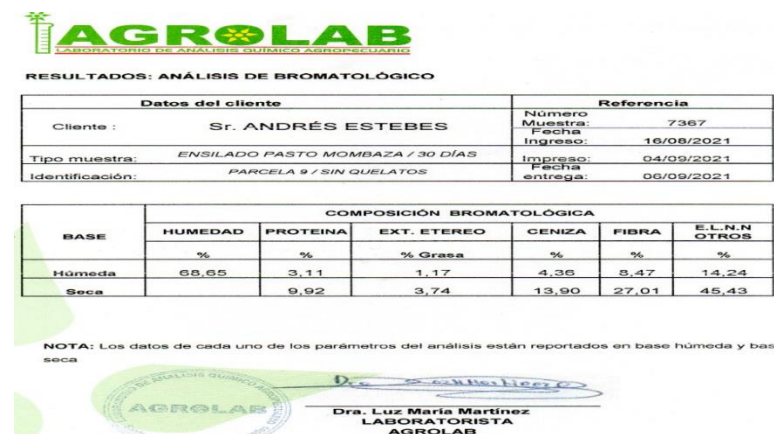 AGROLAB
LABORATORIO DE ANÁLISIS QUÍMICO AGROPECUARIO
RESULTADOS: ANÁLISIS DE BROMATOLÓGICO
Datos del cliente Referencia
Cliente : Sr. ANDRÉS ESTEBES Número Muestra: 7367
Fecha Ingreso: 16/08/2021
Tipo muestra: ENSILADO PASTO MOMBAZA / 30 DÍAS Impreso: 04/09/2021
Identificación: PARCELA 9 / SIN QUELATOS Fecha entrega: 06/09/2021
COMPOSICIÓN BROMATOLÓGICA
BASE HUMEDAD PROTEINA EXT. ETEREO CENIZA FIBRA E.L.N.N OTROS
% % % Grasa % % %
Húmeda 68,65 3,11 1,17 4,36 8,47 14,24
Seca 9,92 3,74 13,90 27,01 45,43
NOTA: Los datos de cada uno de los parámetros del análisis están reportados en base húmeda y bas
seca
AGROLAB
Dra. Luz María Martínez
LABORATORISTA
AGROLAB